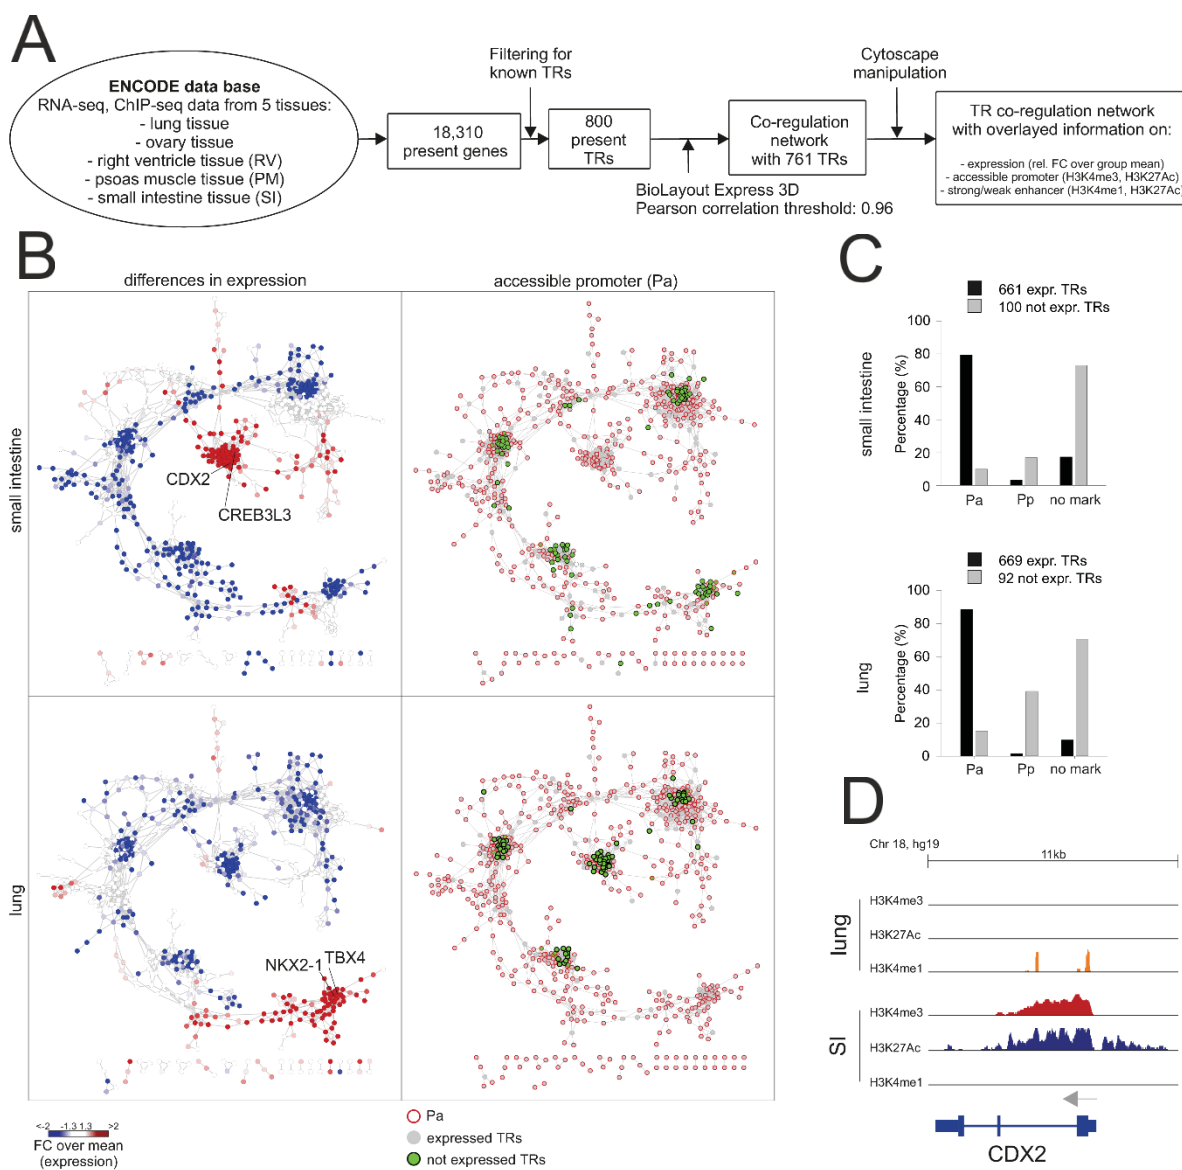 A
ENCODE data base
RNA-seq, ChIP-seq data from 5 tissues:
- lung tissue
- ovary tissue
- right ventricle tissue (RV)
- psoas muscle tissue (PM)
- small intestine tissue (SI)
18,310
present genes
Filtering for
known TRs
800
present
TRs
BioLayout Express 3D
Pearson correlation threshold: 0.96
Co-regulation
network
with 761 TRs
Cytoscape
manipulation
TR co-regulation network
with overlayed information on:
- expression (rel. FC over group mean)
- accessible promoter (H3K4me3, H3K27Ac)
- strong/weak enhancer (H3K4me1, H3K27Ac)
B
differences in expression
accessible promoter (Pa)
small intestine
CDX2
CREB3L3
lung
NKX2-1
TBX4
<-2 -1.3 1.3 >2
FC over mean
(expression)
Pa
expressed TRs
not expressed TRs
C
661 expr. TRs
100 not expr. TRs
small intestine
Percentage (%)
100
80
60
40
20
0
Pa Pp no mark
669 expr. TRs
92 not expr. TRs
lung
Percentage (%)
100
80
60
40
20
0
Pa Pp no mark
D
Chr 18, hg19
11kb
lung
H3K4me3
H3K27Ac
H3K4me1
SI
H3K4me3
H3K27Ac
H3K4me1
CDX2